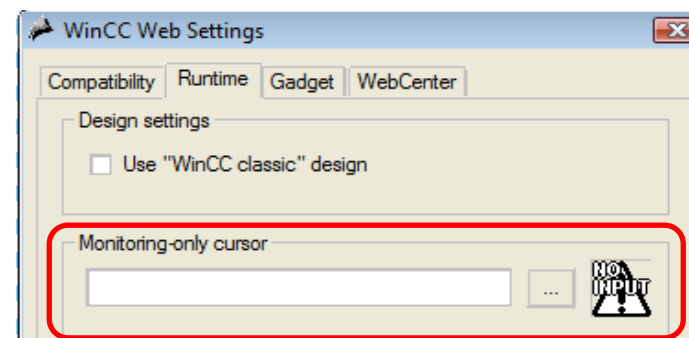 WinCC Web Settings
Compatibility Runtime Gadget WebCenter
Design settings
Use "WinCC classic" design
Monitoring-only cursor
...
NO
INPUT